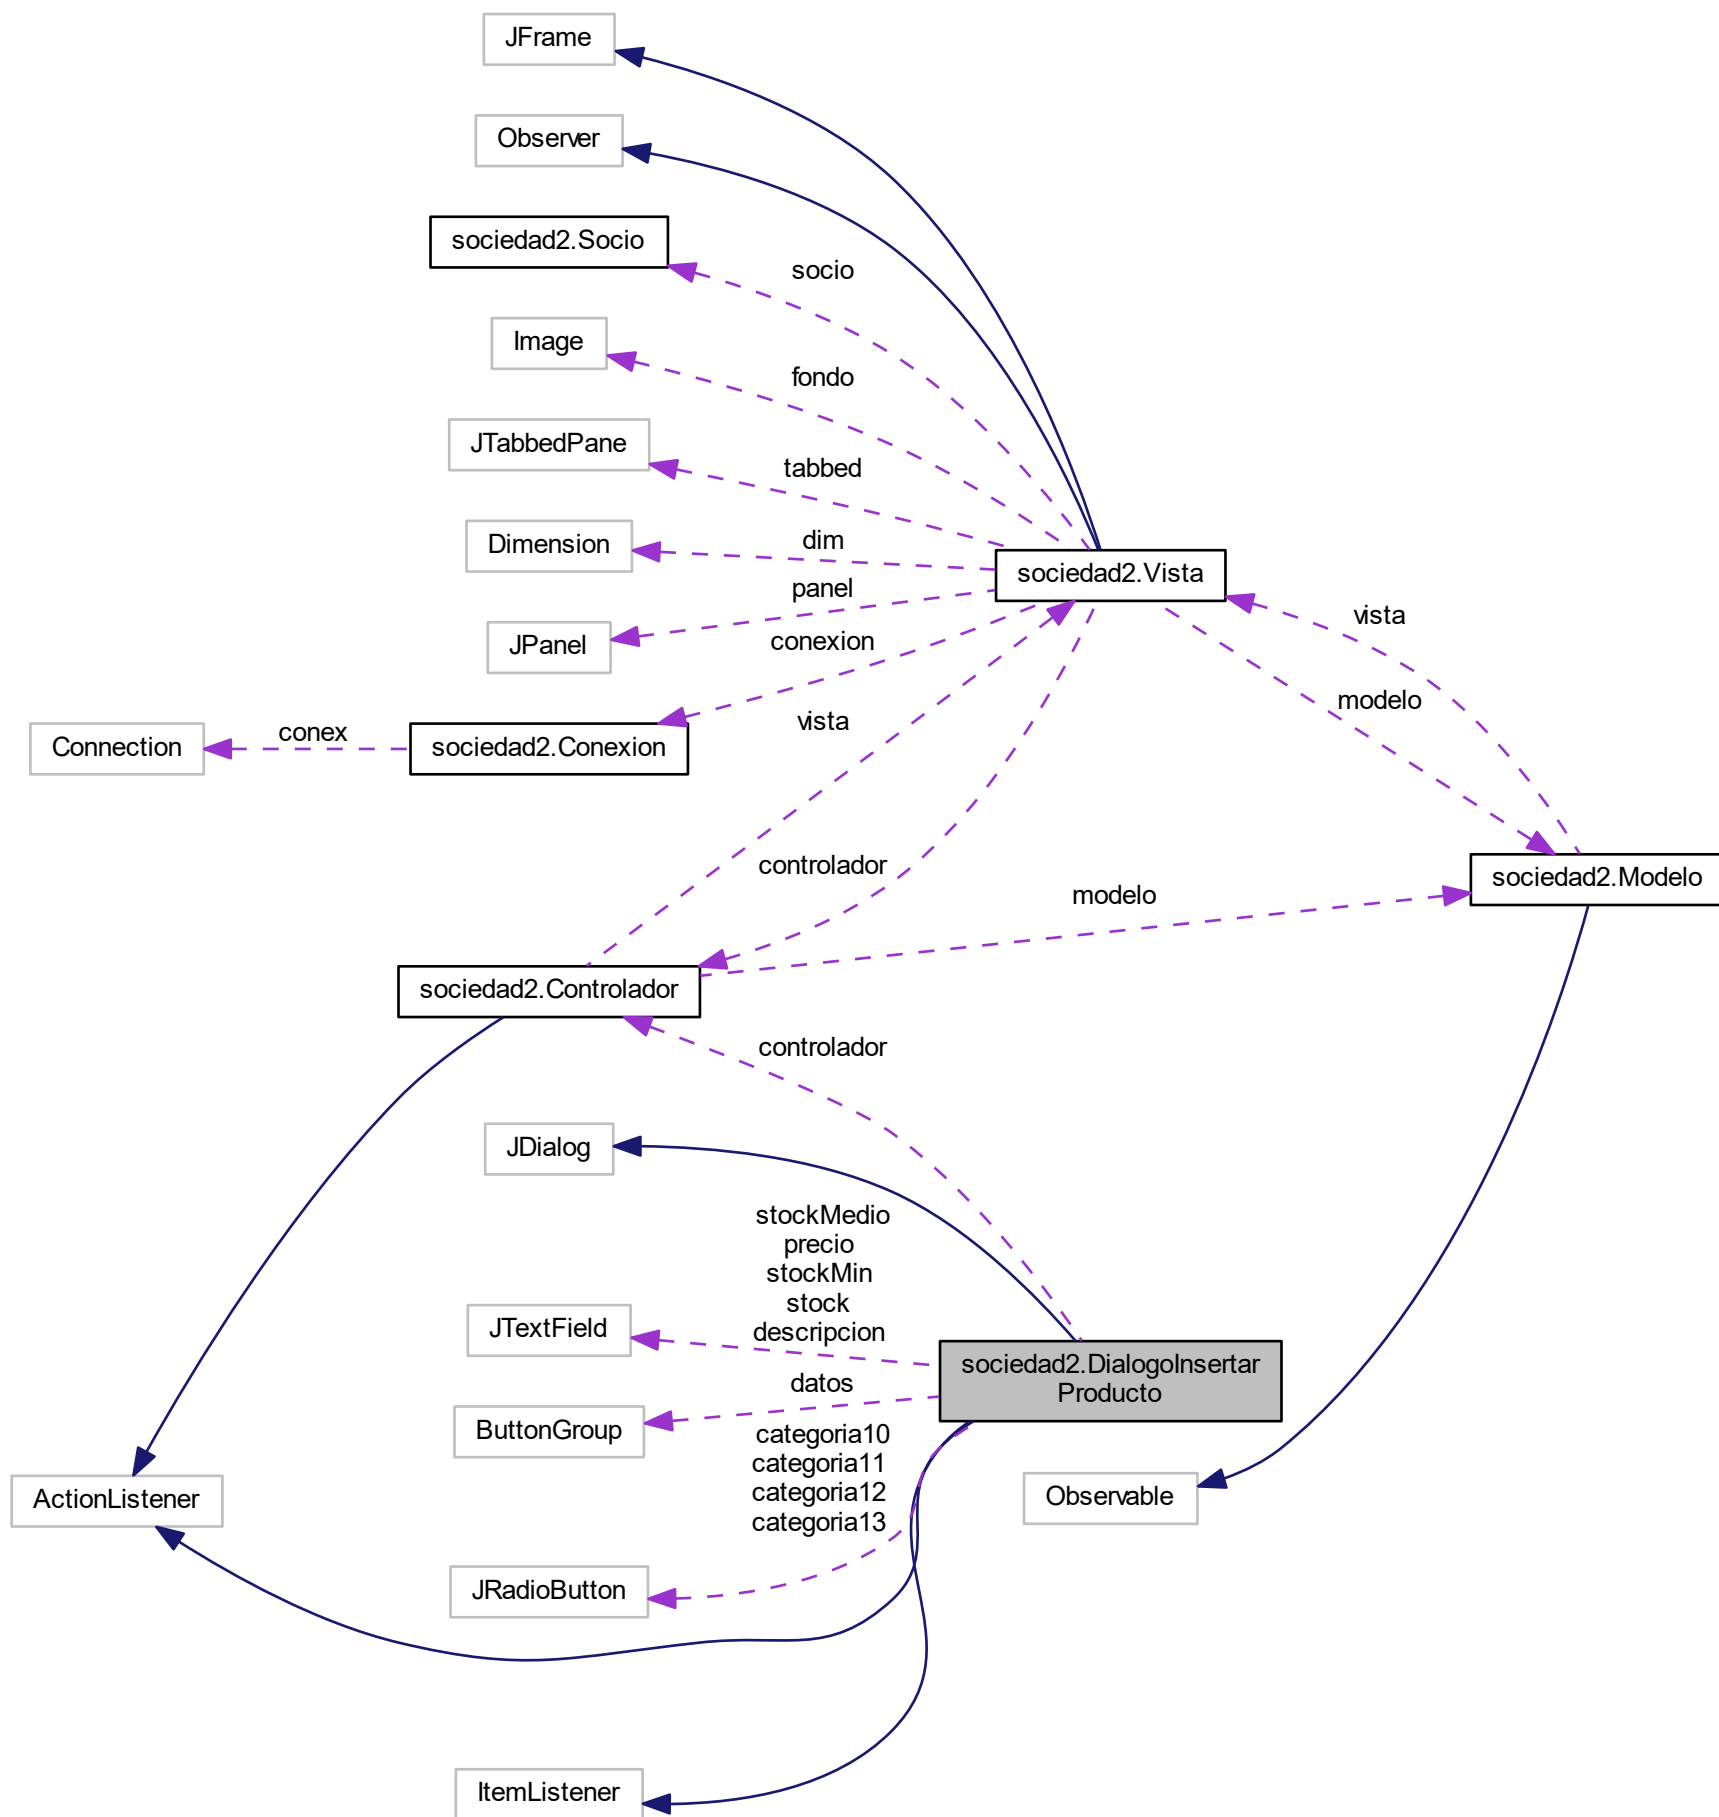 JFrame
Observer
sociedad2.Socio
socio
Image
fondo
JTabbedPane
tabbed
Dimension
dim
sociedad2.Vista
panel
JPanel
conexion
vista
modelo
Connection
conex
sociedad2.Conexion
vista
controlador
sociedad2.Modelo
modelo
sociedad2.Controlador
controlador
JDialog
stockMedio
precio
stockMin
stock
descripcion
JTextField
sociedad2.DialogoInsertar
Producto
datos
ButtonGroup
categoria10
categoria11
categoria12
categoria13
ActionListener
Observable
JRadioButton
ItemListener